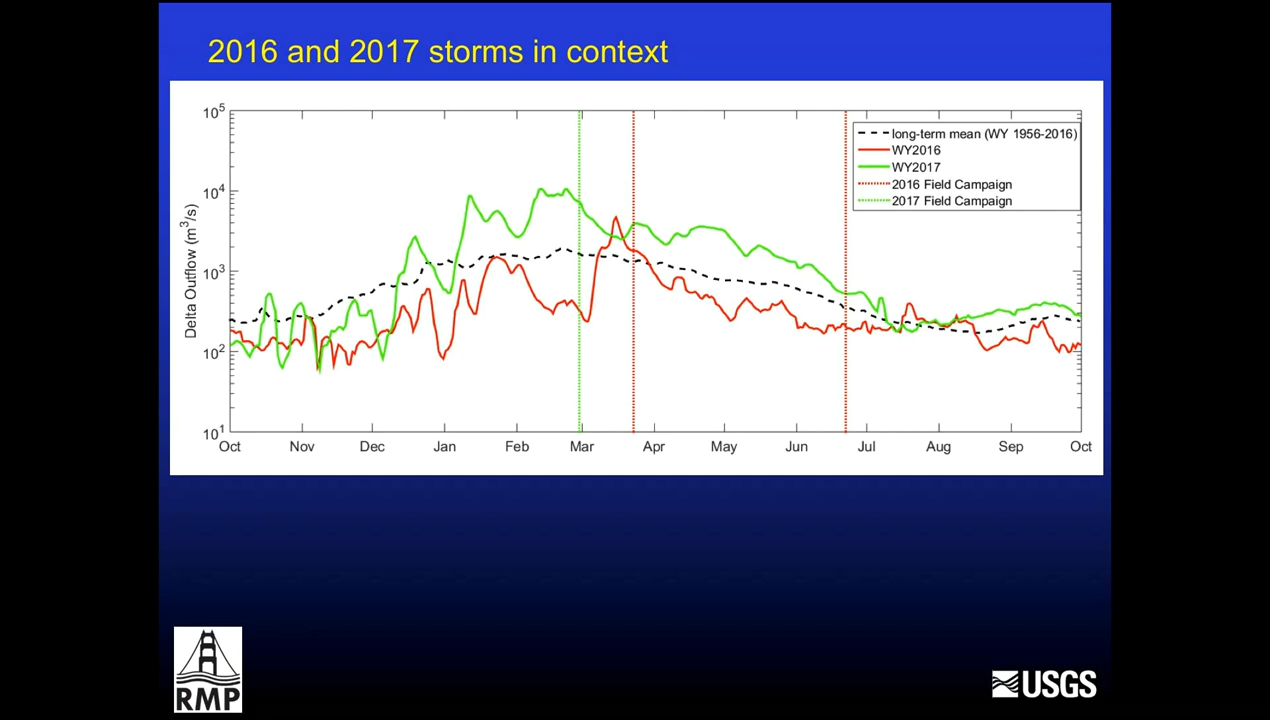 2016 and 2017 storms in context
10^5
10^4
10^3
10^2
10^1
Delta Outflow (m^3/s)
long-term mean (WY 1956-2016)
WY2016
WY2017
2016 Field Campaign
2017 Field Campaign
Oct Nov Dec Jan Feb Mar Apr May Jun Jul Aug Sep Oct
RMP
USGS